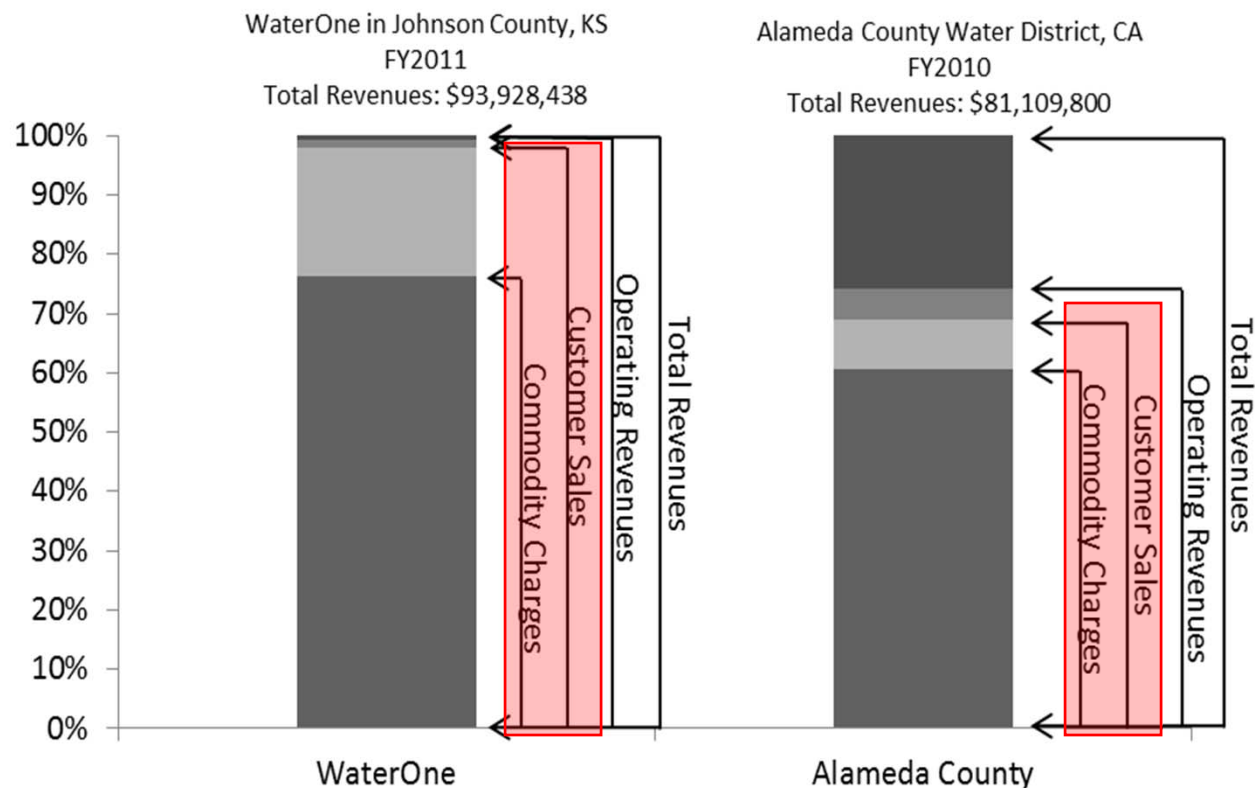 WaterOne in Johnson County, KS
FY2011
Total Revenues: $93,928,438
Alameda County Water District, CA
FY2010
Total Revenues: $81,109,800
100%
90%
80%
70%
60%
50%
40%
30%
20%
10%
0%
Commodity Charges
Customer Sales
Operating Revenues
Total Revenues
Commodity Charges
Customer Sales
Operating Revenues
Total Revenues
WaterOne
Alameda County